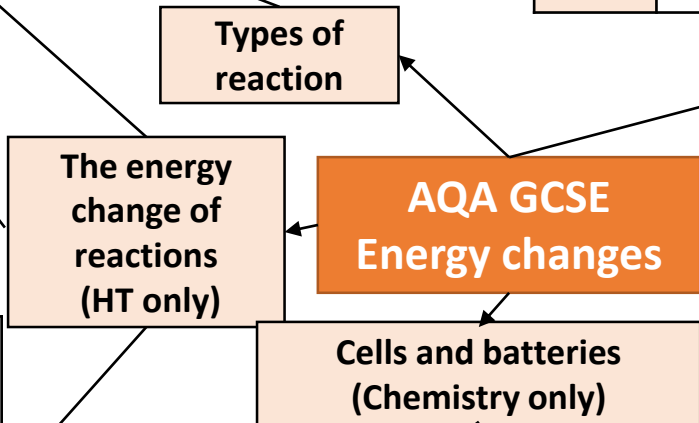 Types of
reaction
The energy
change of
reactions
(HT only)
AQA GCSE
Energy changes
Cells and batteries
(Chemistry only)